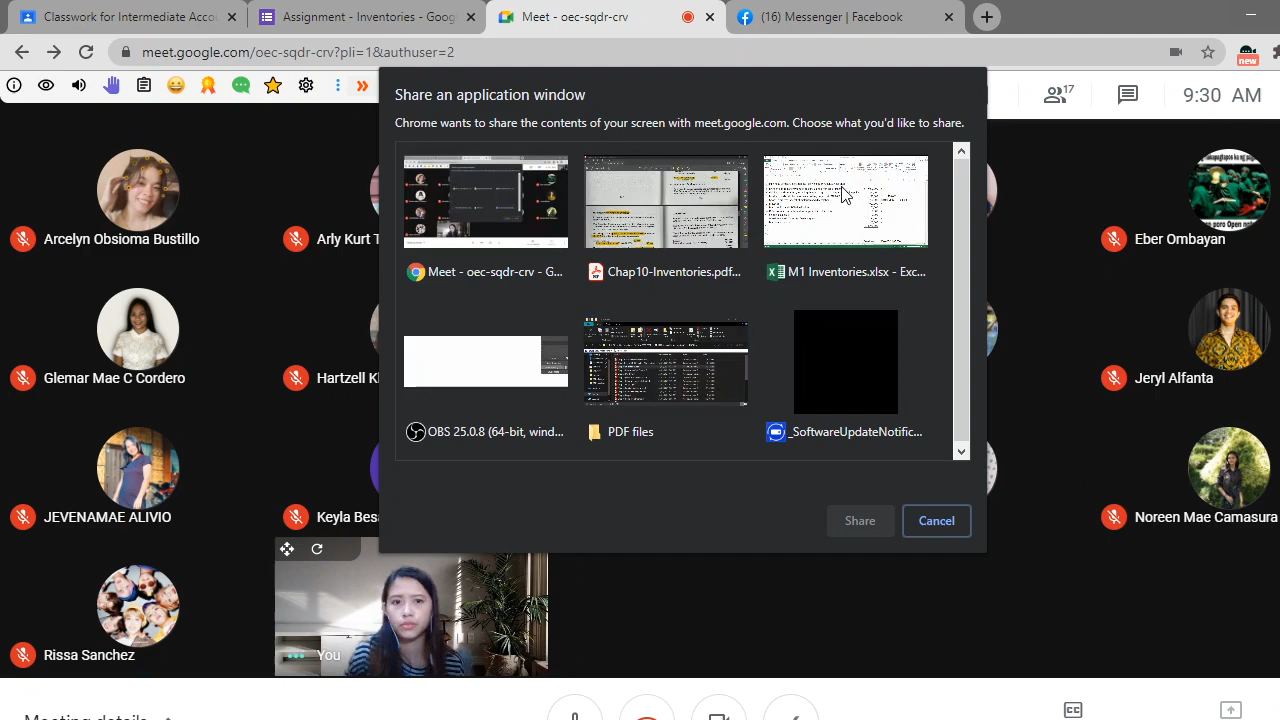 Classwork for Intermediate Accou
Assignment - Inventories - Googl
Meet - oec-sqdr-crv
(16) Messenger | Facebook
meet.google.com/oec-sqdr-crv?pli=1&authuser=2
new
17
9:30 AM
Share an application window
Chrome wants to share the contents of your screen with meet.google.com. Choose what you'd like to share.
Meet - oec-sqdr-crv - G...
Chap10-Inventories.pdf...
M1 Inventories.xlsx - Exc...
OBS 25.0.8 (64-bit, wind...
PDF files
_SoftwareUpdateNotific...
Share
Cancel
Arcelyn Obsioma Bustillo
Arly Kurt T
Eber Ombayan
Glemar Mae C Cordero
Hartzell Kl
Jeryl Alfanta
JEVENAMAE ALIVIO
Keyla Besa
Noreen Mae Camasura
Rissa Sanchez
You
Meeting details
CC